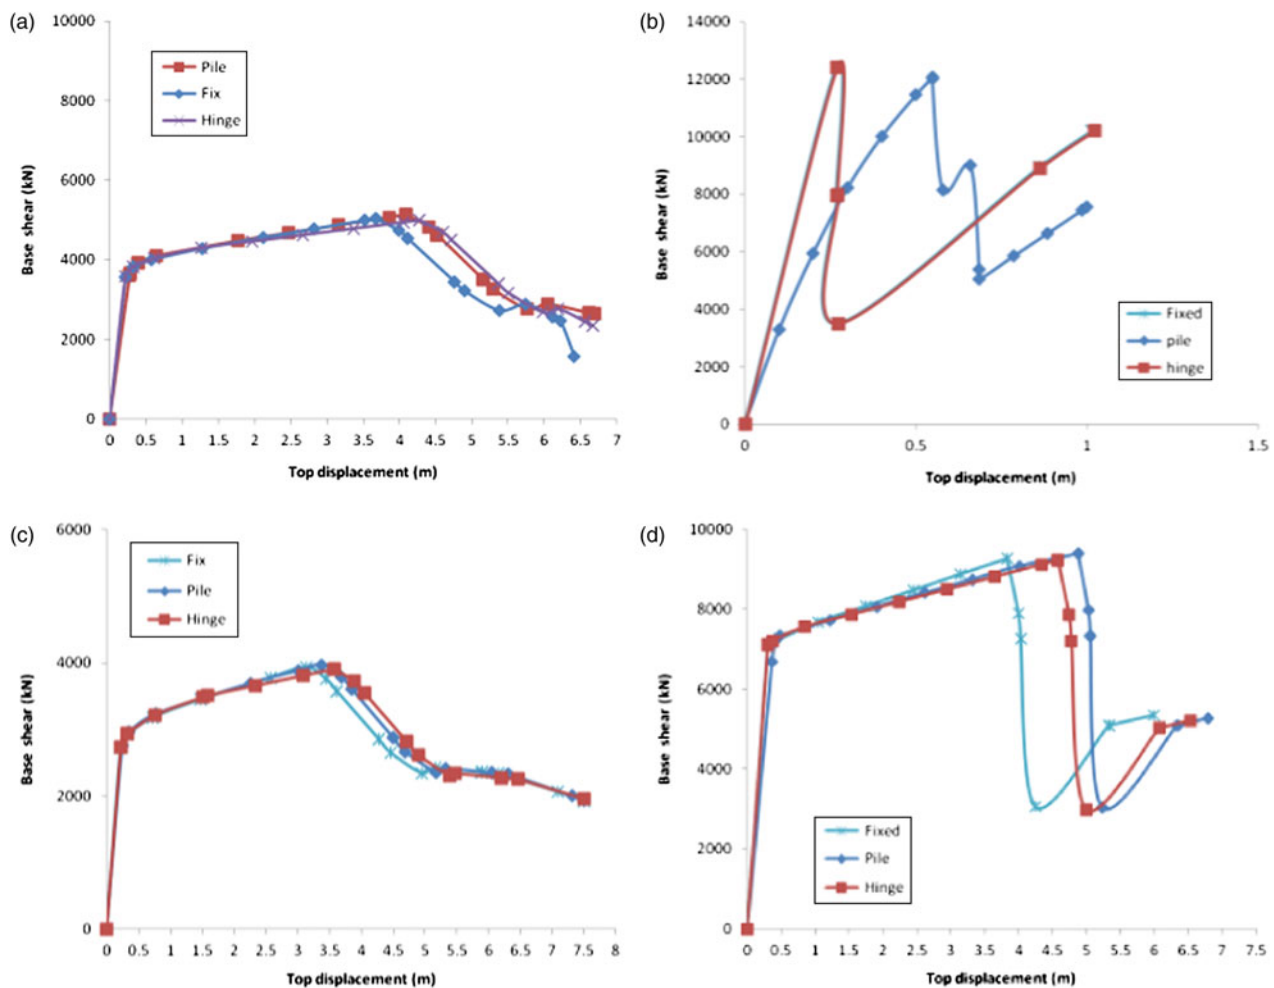 (a)
10000
8000
6000
4000
2000
0
Base shear (kN)
Pile
Fix
Hinge
0 0.5 1 1.5 2 2.5 3 3.5 4 4.5 5 5.5 6 6.5 7
Top displacement (m)
(b)
14000
12000
10000
8000
6000
4000
2000
0
Base shear (kN)
Fixed
pile
hinge
0 0.5 1 1.5
Top displacement (m)
(c)
6000
4000
2000
0
Base shear (kN)
Fix
Pile
Hinge
0 0.5 1 1.5 2 2.5 3 3.5 4 4.5 5 5.5 6 6.5 7 7.5 8
Top displacement (m)
(d)
10000
8000
6000
4000
2000
0
Base shear (kN)
Fixed
Pile
Hinge
0 0.5 1 1.5 2 2.5 3 3.5 4 4.5 5 5.5 6 6.5 7 7.5
Top displacement (m)